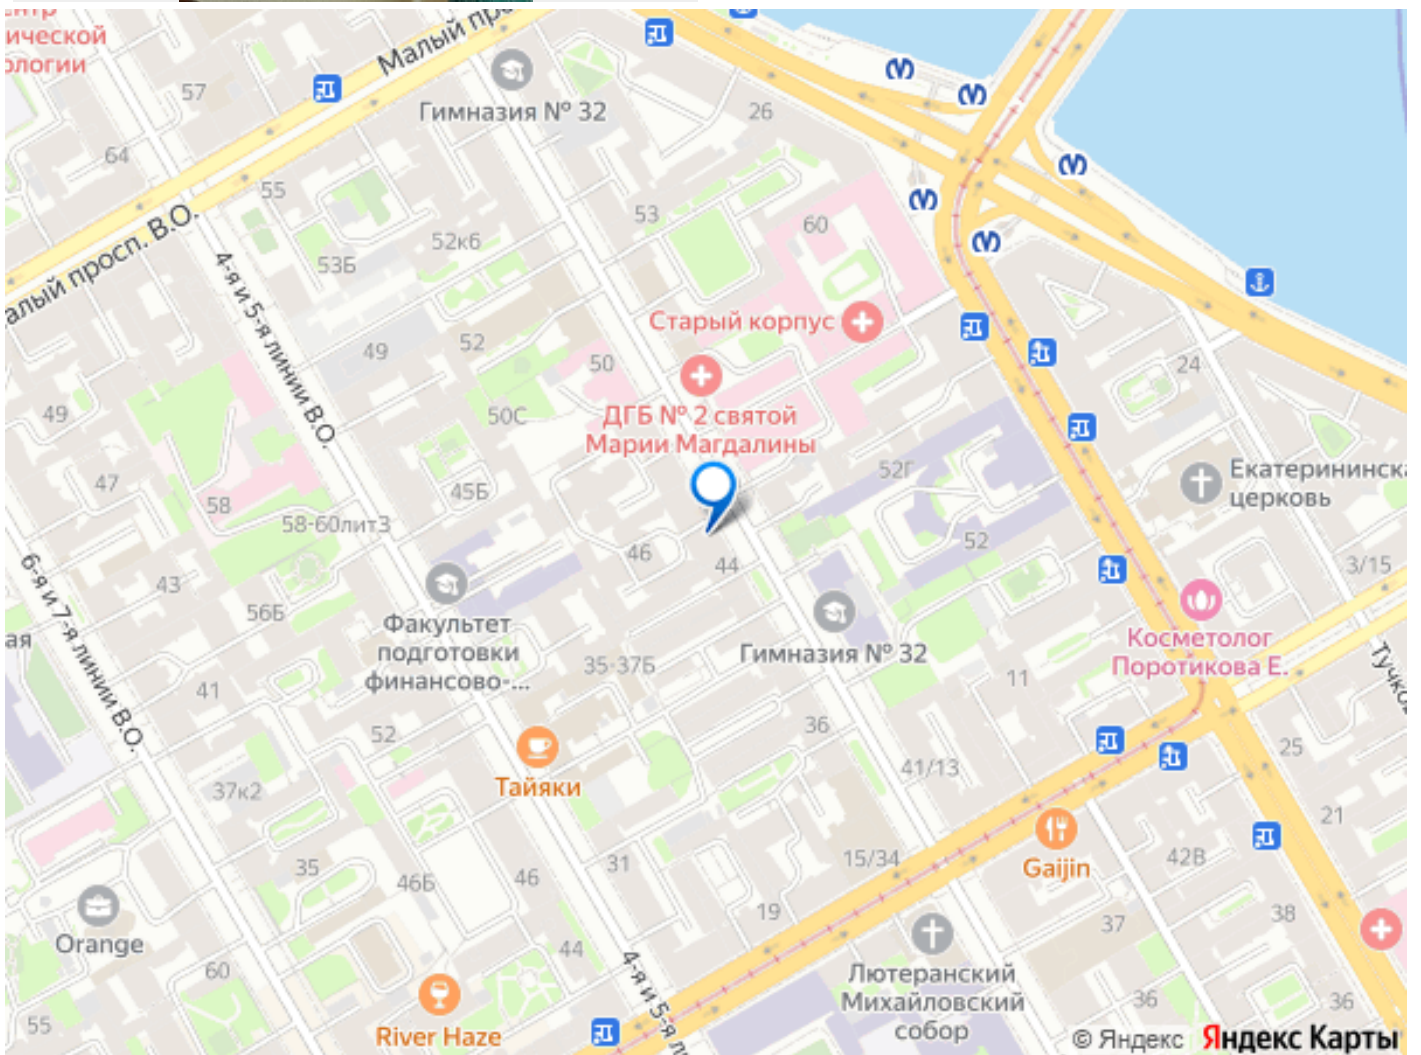 ической
ологии
Малый
57
Гимназия № 32
26
64
55
53
60
52к6
53Б
алый просп. В.О.
4-я и 5-я линии В.О.
Старый корпус
49
52
50
24
49
50С
ДГБ № 2 святой
Марии Магдалины
47
45Б
52Г
Екатерининска
церковь
58
58-60лит3
46
44
52
3/15
6-я и 7-я линии В.О.
43
56Б
Факультет
подготовки
финансово-...
35-37Б
Гимназия № 32
Косметолог
Поротикова Е.
Тучков
ая
41
11
52
36
25
Тайяки
37к2
41/13
21
35
46Б
46
31
15/34
Gaijin
42В
Orange
19
37
38
60
44
4-я и 5-я л
Лютеранский
Михайловский
собор
55
River Haze
36
36
© Яндекс Яндекс Карты